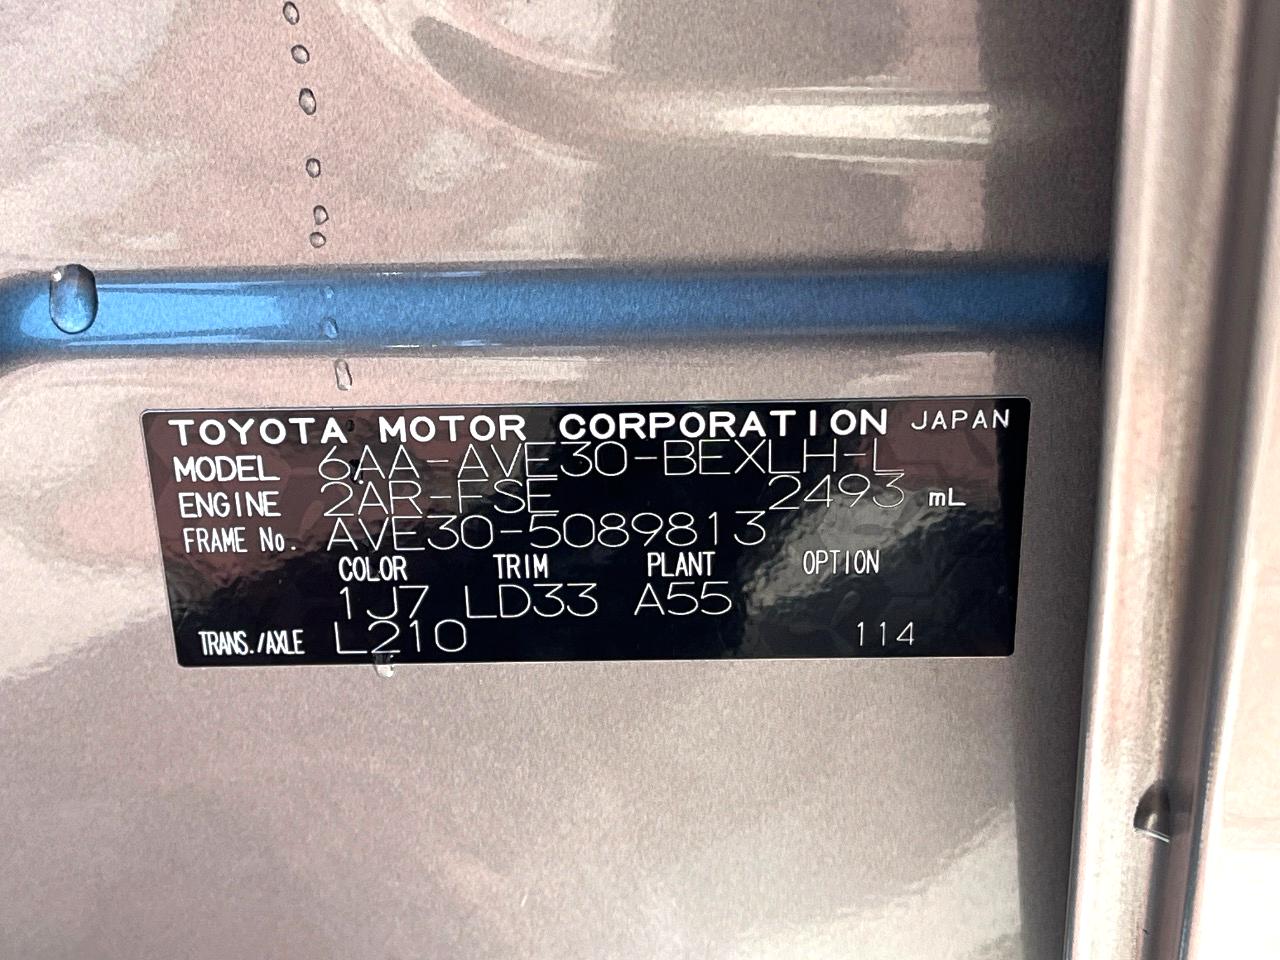 TOYOTA MOTOR CORPORATION JAPAN
MODEL 6AA-AVE30-BEXLH-L
ENGINE 2AR-FSE 2493 mL
FRAME No. AVE30-5089813
COLOR TRIM PLANT OPTION
1J7 LD33 A55
TRANS./AXLE L210 114